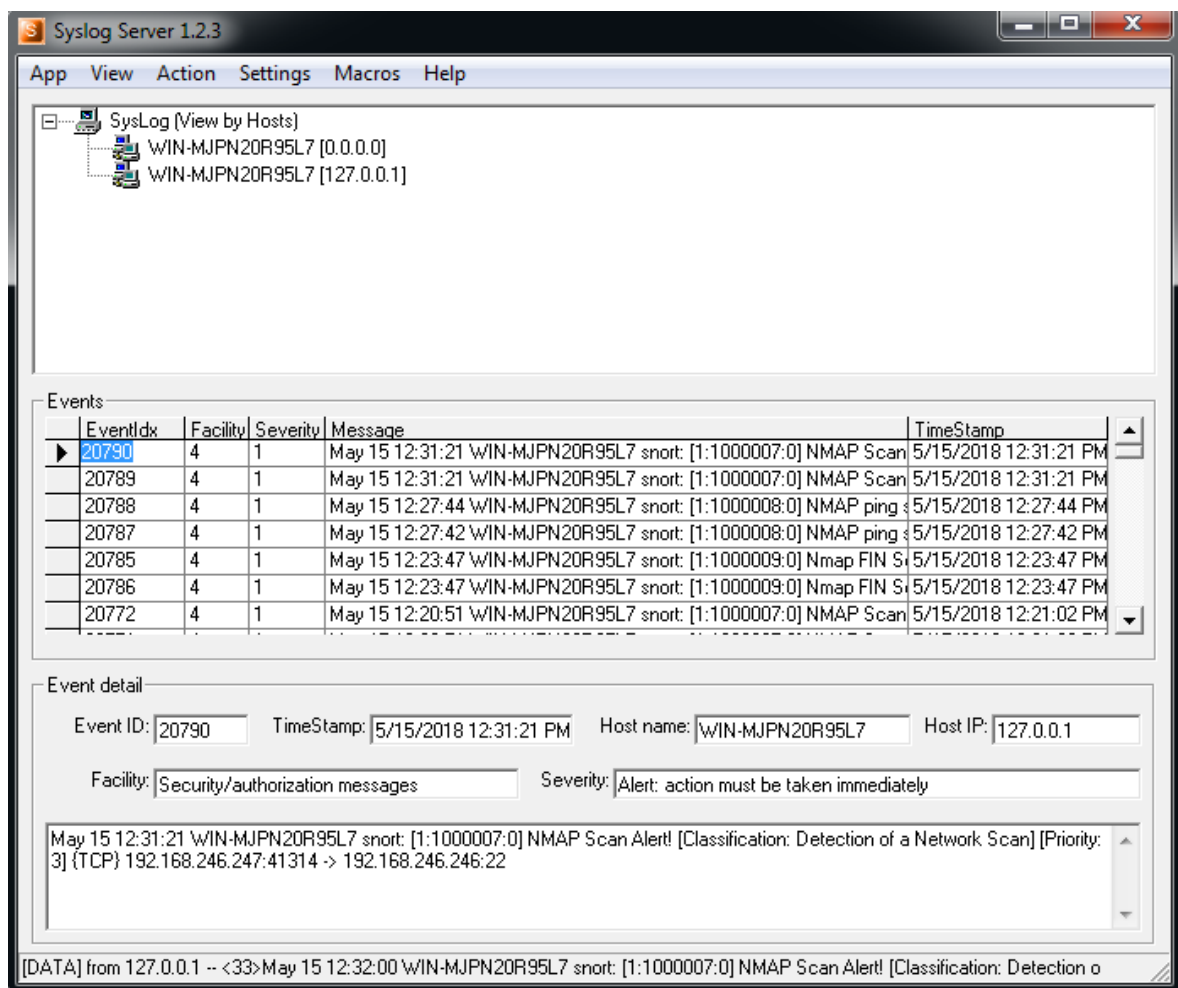 Syslog Server 1.2.3
App View Action Settings Macros Help
SysLog (View by Hosts)
WIN-MJPN20R95L7 [0.0.0.0]
WIN-MJPN20R95L7 [127.0.0.1]
Events
EventIdx Facility Severity Message TimeStamp
20790 4 1 May 15 12:31:21 WIN-MJPN20R95L7 snort: [1:1000007:0] NMAP Scan 5/15/2018 12:31:21 PM
20789 4 1 May 15 12:31:21 WIN-MJPN20R95L7 snort: [1:1000007:0] NMAP Scan 5/15/2018 12:31:21 PM
20788 4 1 May 15 12:27:44 WIN-MJPN20R95L7 snort: [1:1000008:0] NMAP ping 5/15/2018 12:27:44 PM
20787 4 1 May 15 12:27:42 WIN-MJPN20R95L7 snort: [1:1000008:0] NMAP ping 5/15/2018 12:27:42 PM
20785 4 1 May 15 12:23:47 WIN-MJPN20R95L7 snort: [1:1000009:0] Nmap FIN 5/15/2018 12:23:47 PM
20786 4 1 May 15 12:23:47 WIN-MJPN20R95L7 snort: [1:1000009:0] Nmap FIN 5/15/2018 12:23:47 PM
20772 4 1 May 15 12:20:51 WIN-MJPN20R95L7 snort: [1:1000007:0] NMAP Scan 5/15/2018 12:21:02 PM
Event detail
Event ID: 20790 TimeStamp: 5/15/2018 12:31:21 PM Host name: WIN-MJPN20R95L7 Host IP: 127.0.0.1
Facility: Security/authorization messages Severity: Alert: action must be taken immediately
May 15 12:31:21 WIN-MJPN20R95L7 snort: [1:1000007:0] NMAP Scan Alert! [Classification: Detection of a Network Scan] [Priority:
3] {TCP} 192.168.246.247:41314 -> 192.168.246.246:22
[DATA] from 127.0.0.1 -- <33>May 15 12:32:00 WIN-MJPN20R95L7 snort: [1:1000007:0] NMAP Scan Alert! [Classification: Detection o